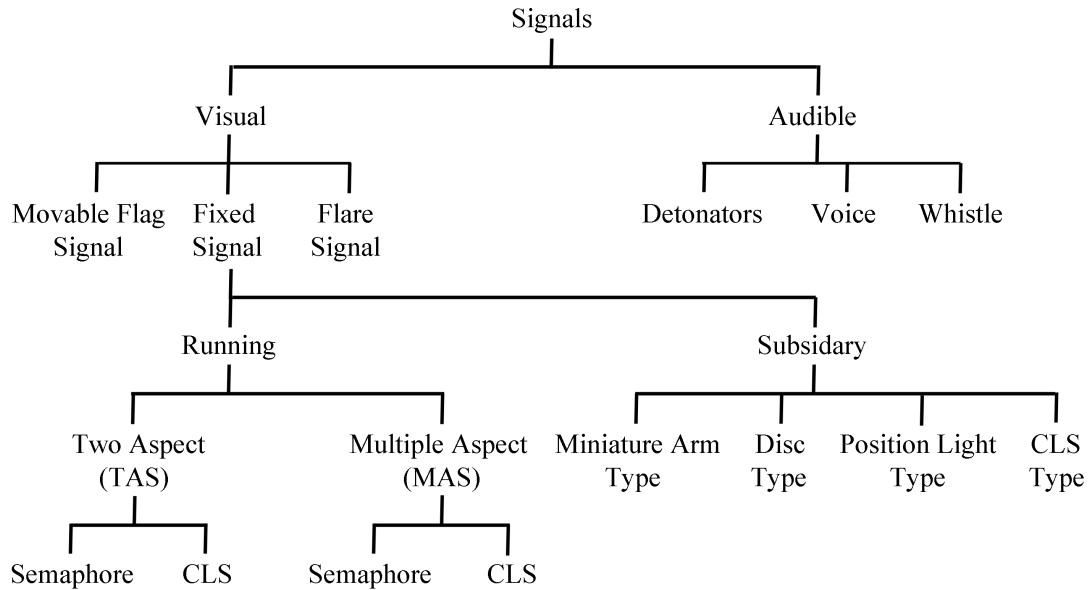 Signals
Visual
Audible
Movable Flag
Signal
Fixed
Signal
Flare
Signal
Detonators
Voice
Whistle
Running
Subsidary
Two Aspect
(TAS)
Multiple Aspect
(MAS)
Miniature Arm
Type
Disc
Type
Position Light
Type
CLS
Type
Semaphore
CLS
Semaphore
CLS